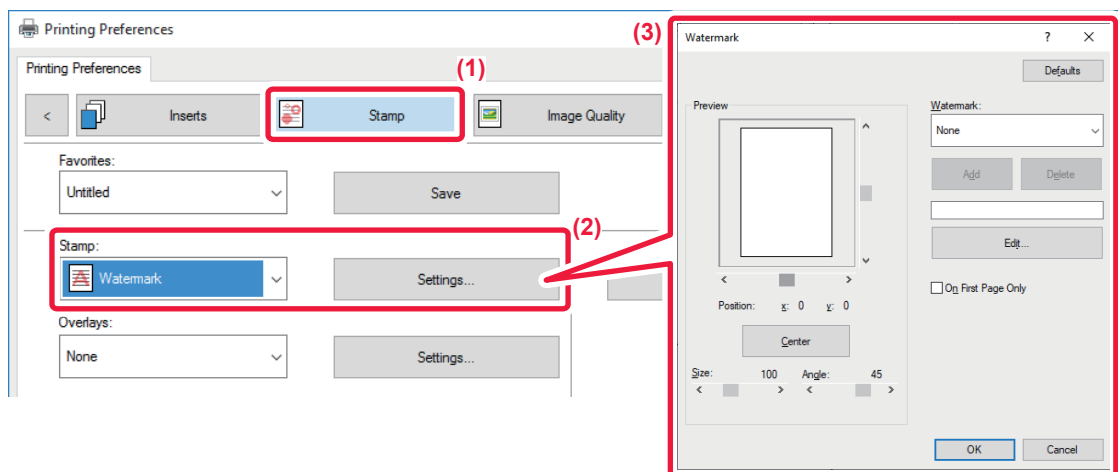 Printing Preferences
Printing Preferences
(1)
< Inserts Stamp Image Quality
Favorites:
Untitled Save
(2)
Stamp:
Watermark Settings...
Overlays:
None Settings...
(3)
Watermark ? ×
Defaults
Preview
Watermark:
None
Add Delete
Edit...
On First Page Only
Position: x: 0 y: 0
Center
Size: 100 Angle: 45
OK Cancel